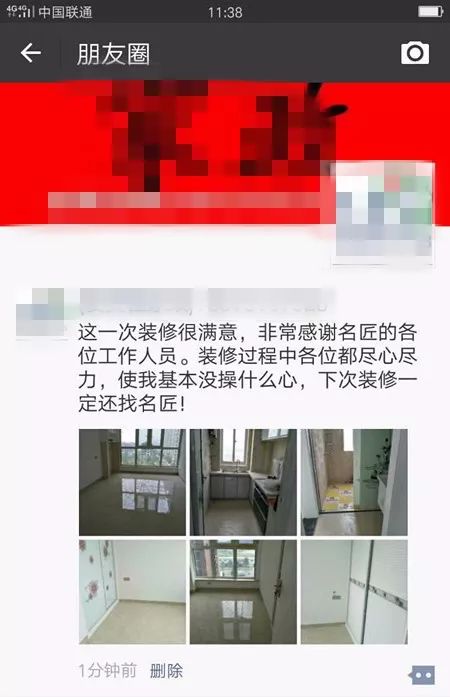 4G 4G 中国联通 11:38
朋友圈
这一次装修很满意，非常感谢名匠的各
位工作人员。装修过程中各位都尽心尽
力，使我基本没操什么心，下次装修一
定还找名匠！
1分钟前 删除